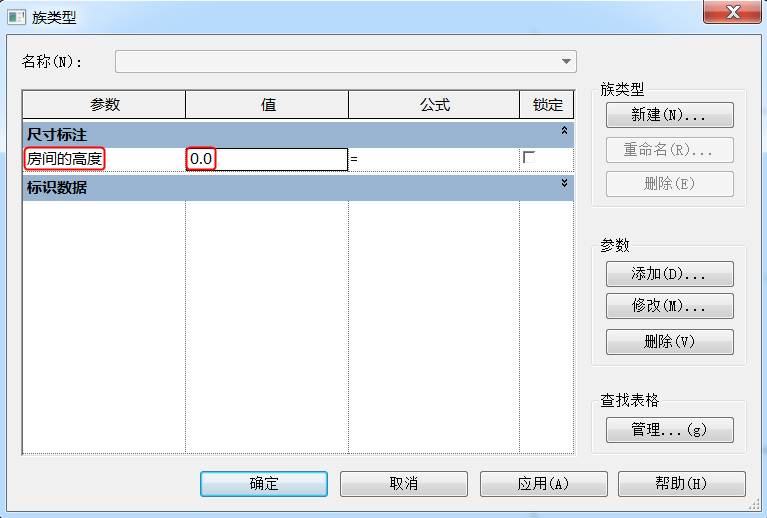 族类型
名称(N)：
参数 值 公式 锁定
尺寸标注
房间的高度 0.0 =
标识数据
族类型
新建(N)...
重命名(R)...
删除(E)
参数
添加(D)...
修改(M)...
删除(V)
查找表格
管理...(g)
确定 取消 应用(A) 帮助(H)